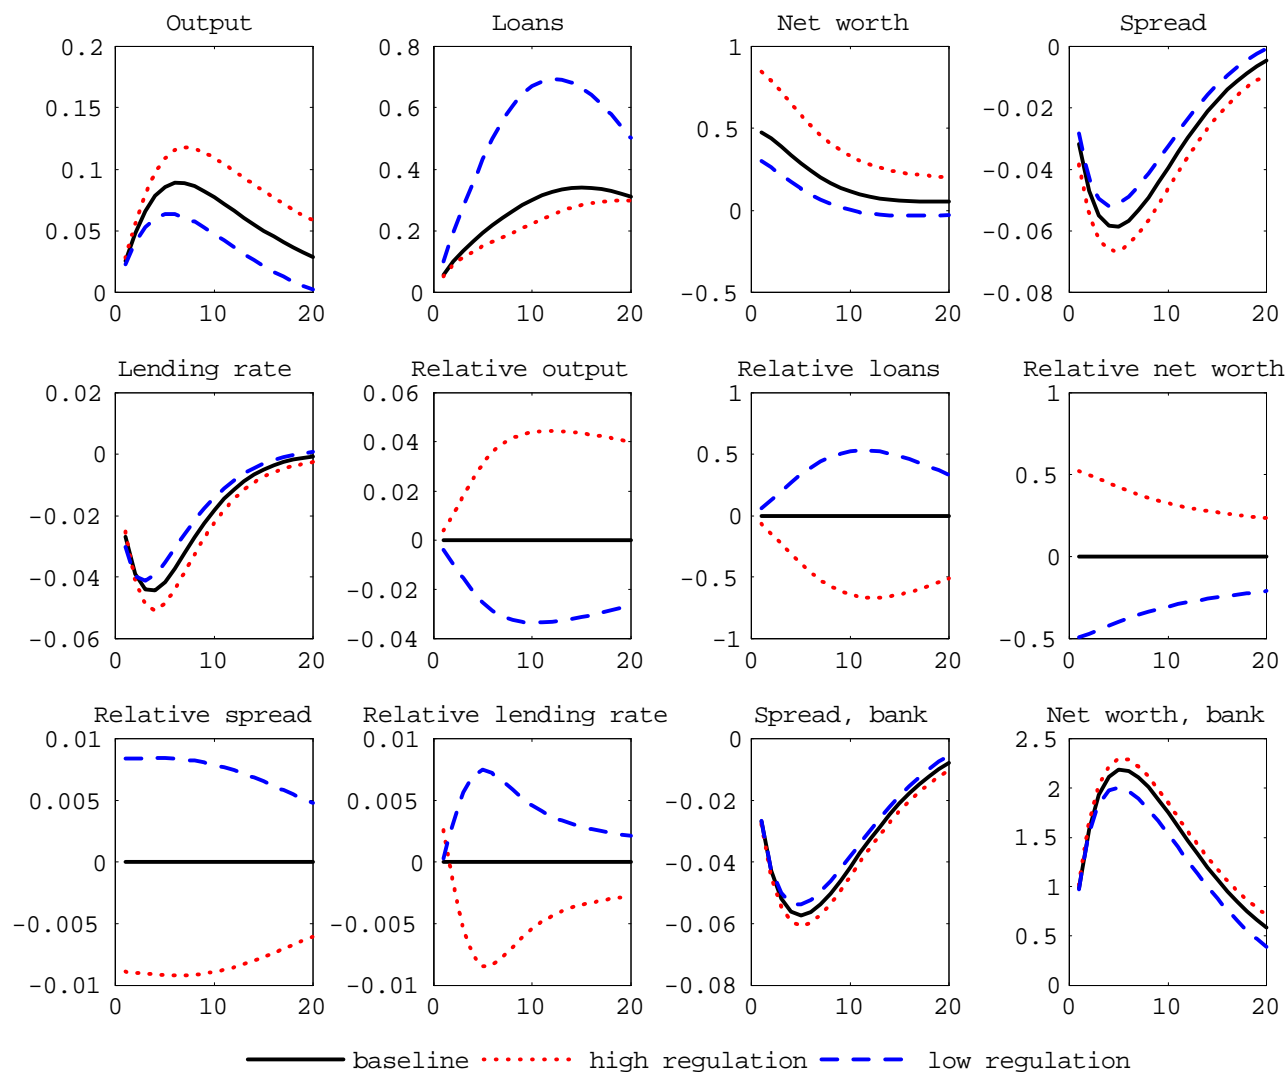 Output Loans Net worth Spread
0.2 0.8 1 0
0.15 0.6 0.5 -0.02
0.1 0.4 0 -0.04
0.05 0.2 -0.06
0 0 -0.5 -0.08
0 10 20 0 10 20 0 10 20 0 10 20
Lending rate Relative output Relative loans Relative net worth
0.02 0.06 1 1
0 0.04 0.5 0.5
-0.02 0.02 0 0
-0.04 0 -0.5
-0.02
-0.06 -0.04 -1 -0.5
0 10 20 0 10 20 0 10 20 0 10 20
Relative spread Relative lending rate Spread, bank Net worth, bank
0.01 0.01 0 2.5
0.005 0.005 -0.02 2
0 0 -0.04 1.5
-0.005 -0.005 -0.06 1
0.5
-0.01 -0.01 -0.08 0
0 10 20 0 10 20 0 10 20 0 10 20
baseline high regulation low regulation